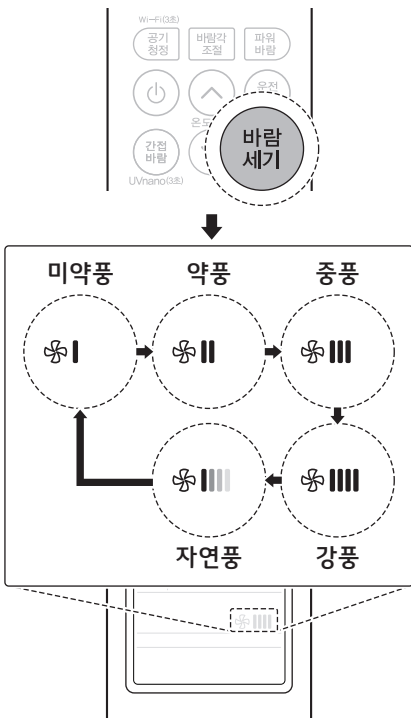 Wi-Fi(3초)
공기
청정
바람각
조절
파워
바람
운전
온도
간접
바람
바람
세기
UVnano(3초)
미약풍
약풍
중풍
자연풍
강풍